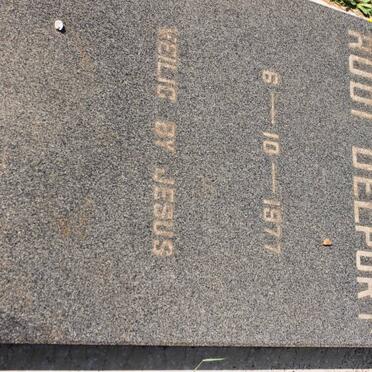 RUDI DELPORT
6 — 10 — 1977
VEILIG BY JESUS